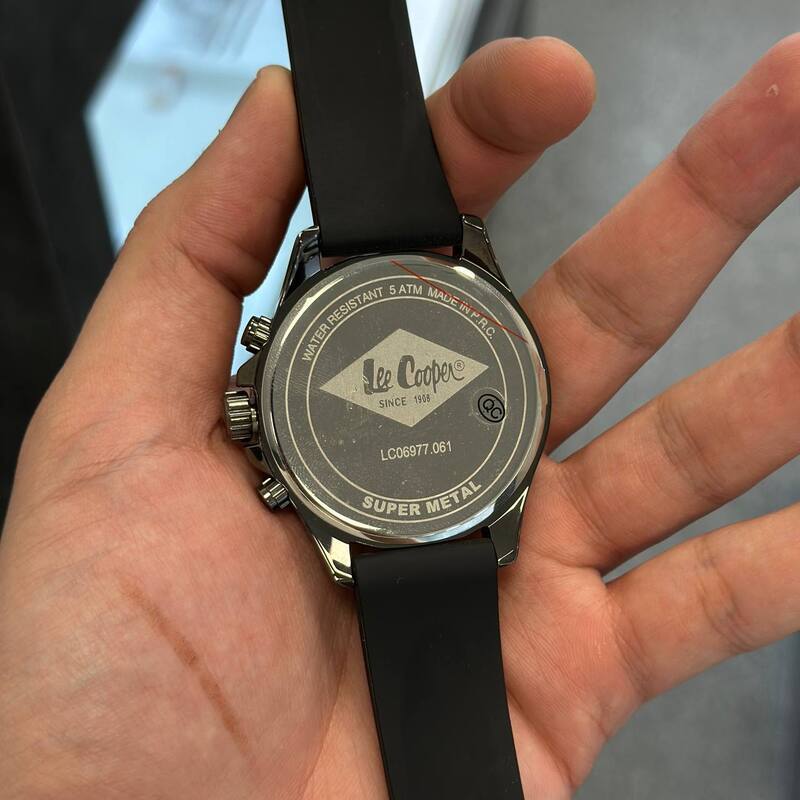 WATER RESISTANT 5 ATM MADE IN P.R.C.
Lee Cooper®
SINCE 1908
QC
LC06977.061
SUPER METAL